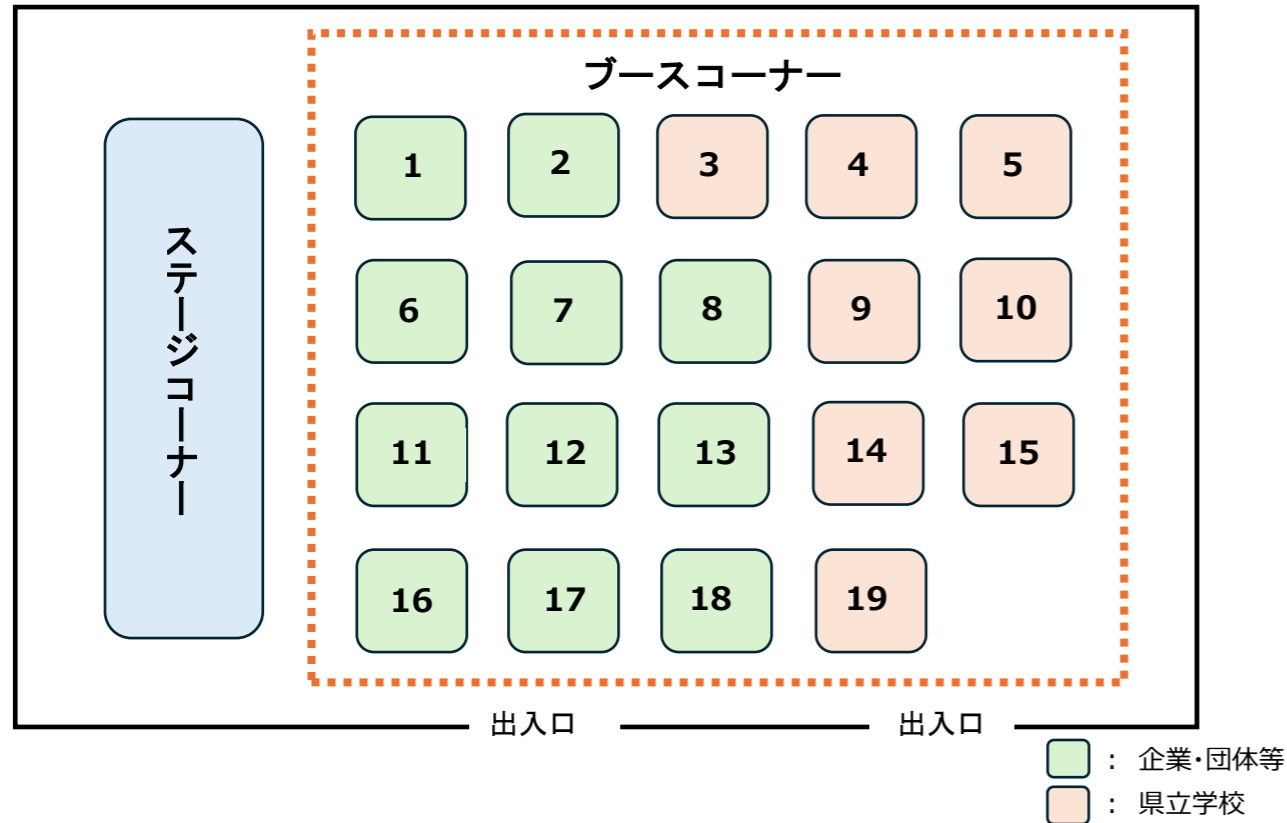 ブースコーナー
ステージコーナー
1 2 3 4 5
6 7 8 9 10
11 12 13 14 15
16 17 18 19
出入口 出入口
： 企業・団体等
： 県立学校